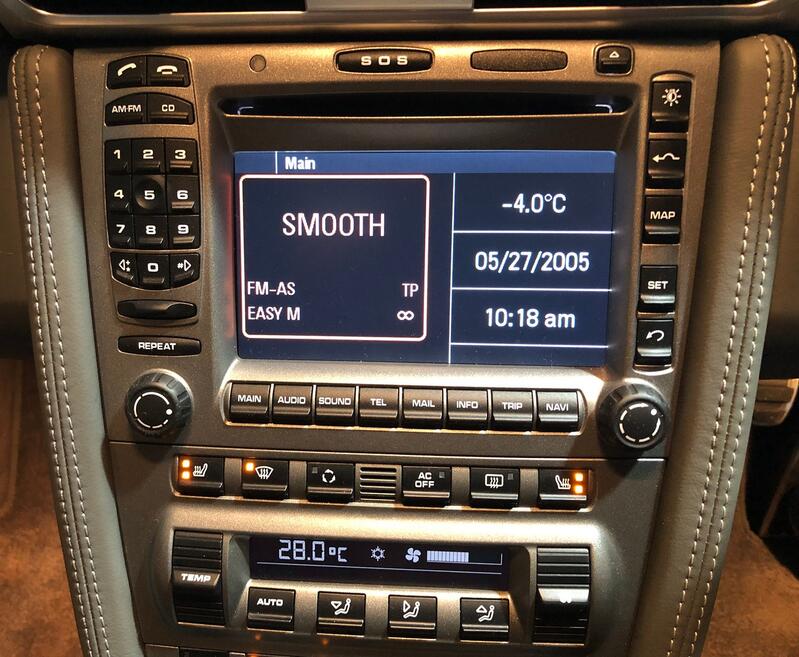 SOS
AM·FM CD
1 2 3
4 5 6
7 8 9
0 #
REPEAT
Main
SMOOTH
FM-AS TP
EASY M ∞
-4.0°C
05/27/2005
10:18 am
MAP
SET
MAIN AUDIO SOUND TEL MAIL INFO TRIP NAVI
AC
OFF
28.0°C
TEMP
AUTO